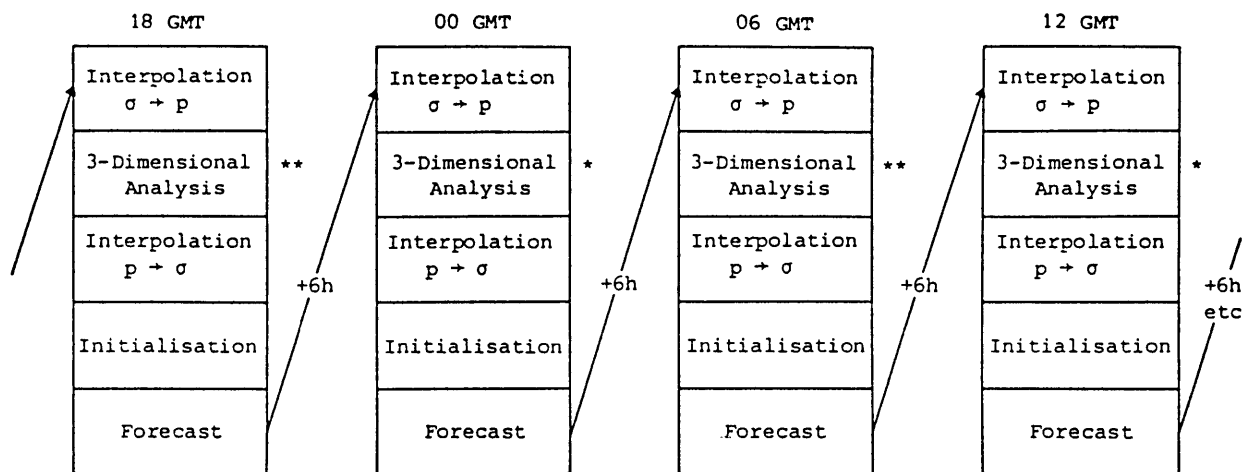 18 GMT
Interpolation
σ → p
3-Dimensional
Analysis
**
Interpolation
p → σ
Initialisation
Forecast
+6h
00 GMT
Interpolation
σ → p
3-Dimensional
Analysis
*
Interpolation
p → σ
Initialisation
Forecast
+6h
06 GMT
Interpolation
σ → p
3-Dimensional
Analysis
**
Interpolation
p → σ
Initialisation
Forecast
+6h
12 GMT
Interpolation
σ → p
3-Dimensional
Analysis
*
Interpolation
p → σ
Initialisation
Forecast
+6h
etc